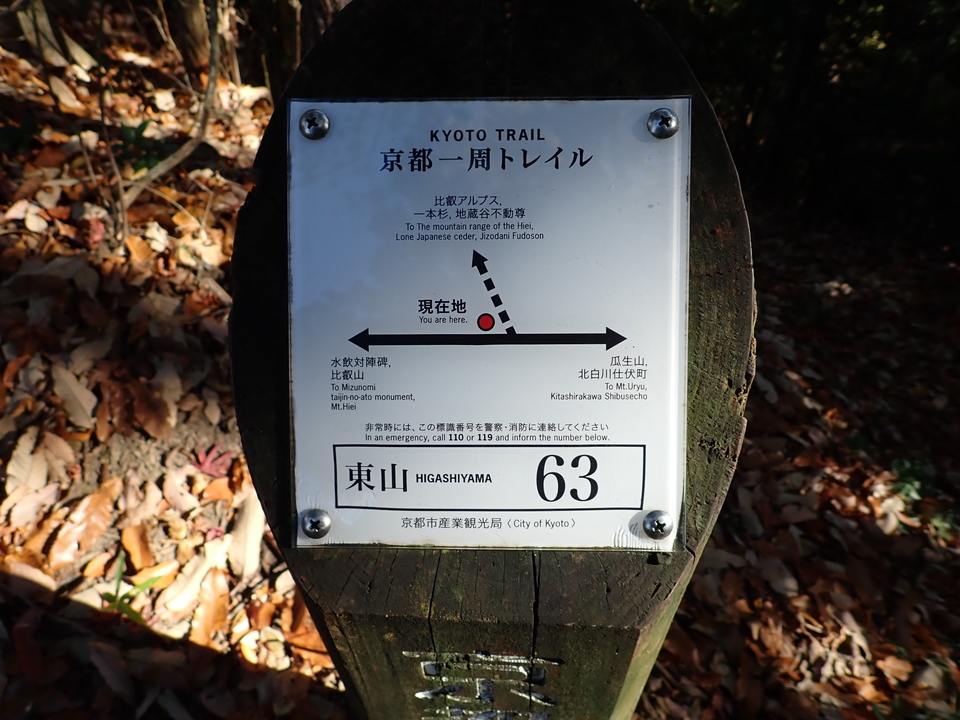 KYOTO TRAIL
京都一周トレイル
比叡アルプス,
一本杉, 地蔵谷不動尊
To The mountain range of the Hiei,
Lone Japanese ceder, Jizodani Fudoson
現在地
You are here.
水飲対陣碑,
比叡山
To Mizunomi
taijin-no-ato monument,
Mt.Hiei
瓜生山,
北白川仕伏町
To Mt.Uryu,
Kitashirakawa Shibusecho
非常時には、この標識番号を警察・消防に連絡してください
In an emergency, call 110 or 119 and inform the number below.
東山 HIGASHIYAMA 63
京都市産業観光局〈City of Kyoto〉